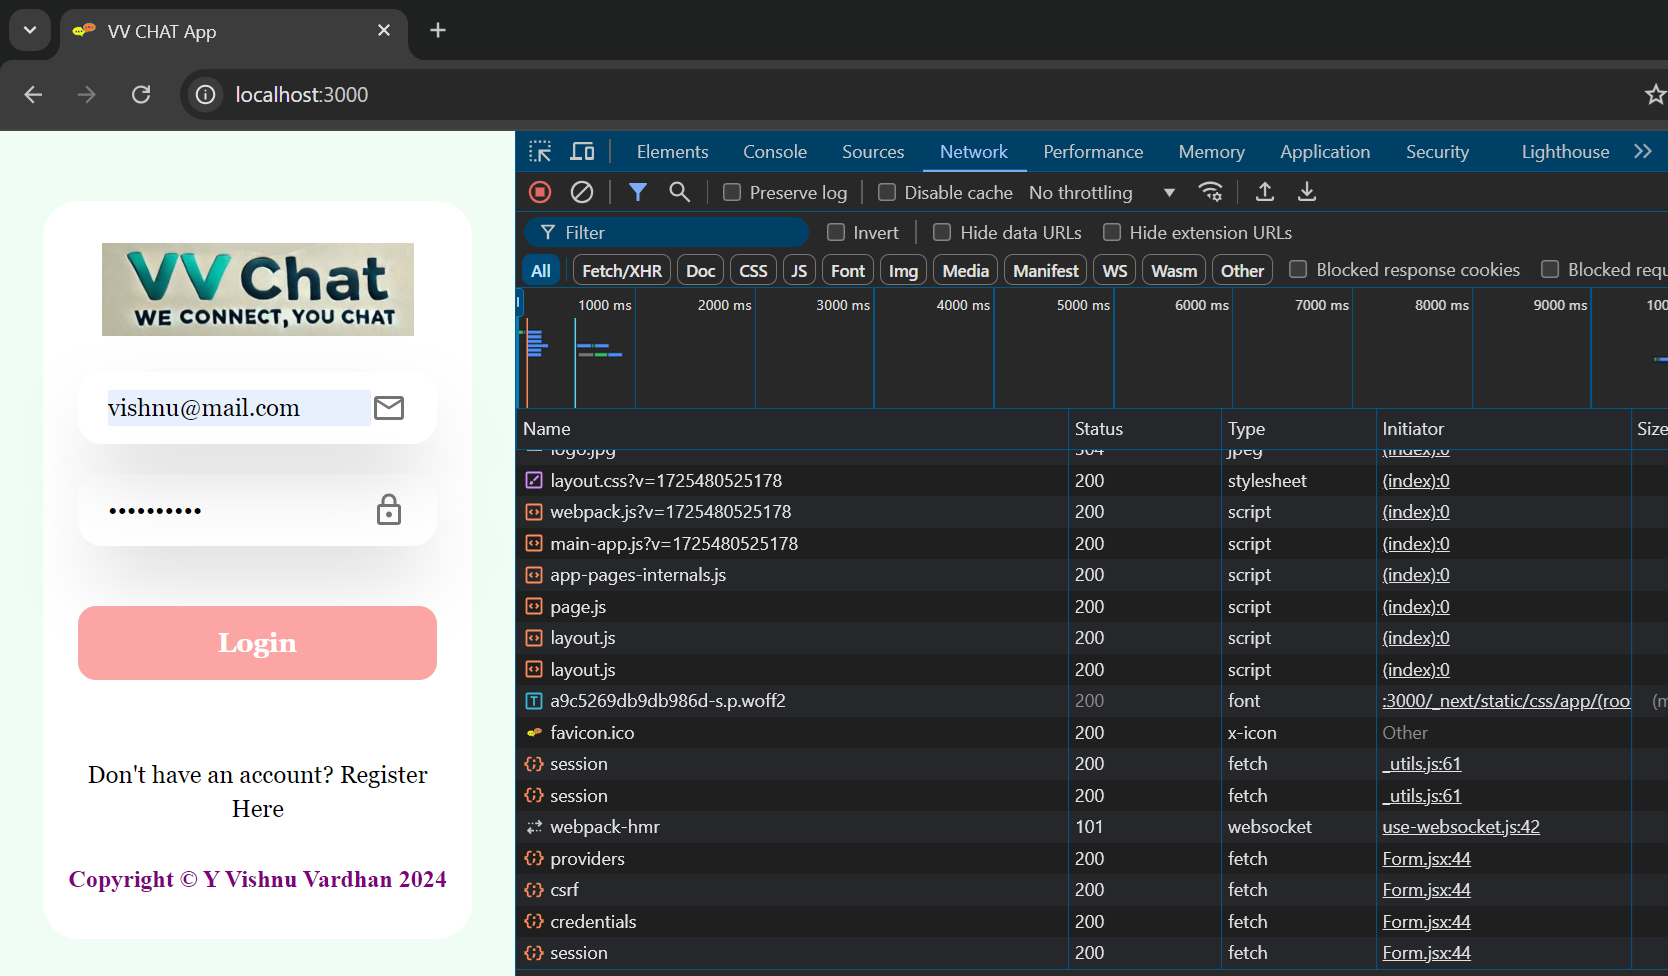 VV CHAT App
localhost:3000
VV Chat
WE CONNECT, YOU CHAT
vishnu@mail.com
••••••••••
Login
Don't have an account? Register
Here
Copyright © Y Vishnu Vardhan 2024
Elements Console Sources Network Performance Memory Application Security Lighthouse
Preserve log Disable cache No throttling
Filter Invert Hide data URLs Hide extension URLs
All Fetch/XHR Doc CSS JS Font Img Media Manifest WS Wasm Other Blocked response cookies Blocked requ
1000 ms 2000 ms 3000 ms 4000 ms 5000 ms 6000 ms 7000 ms 8000 ms 9000 ms 100
Name Status Type Initiator Size
logo.jpg 304 jpeg (index):0
layout.css?v=1725480525178 200 stylesheet (index):0
webpack.js?v=1725480525178 200 script (index):0
main-app.js?v=1725480525178 200 script (index):0
app-pages-internals.js 200 script (index):0
page.js 200 script (index):0
layout.js 200 script (index):0
layout.js 200 script (index):0
a9c5269db9db986d-s.p.woff2 200 font :3000/_next/static/css/app/(roo (m
favicon.ico 200 x-icon Other
session 200 fetch _utils.js:61
session 200 fetch _utils.js:61
webpack-hmr 101 websocket use-websocket.js:42
providers 200 fetch Form.jsx:44
csrf 200 fetch Form.jsx:44
credentials 200 fetch Form.jsx:44
session 200 fetch Form.jsx:44